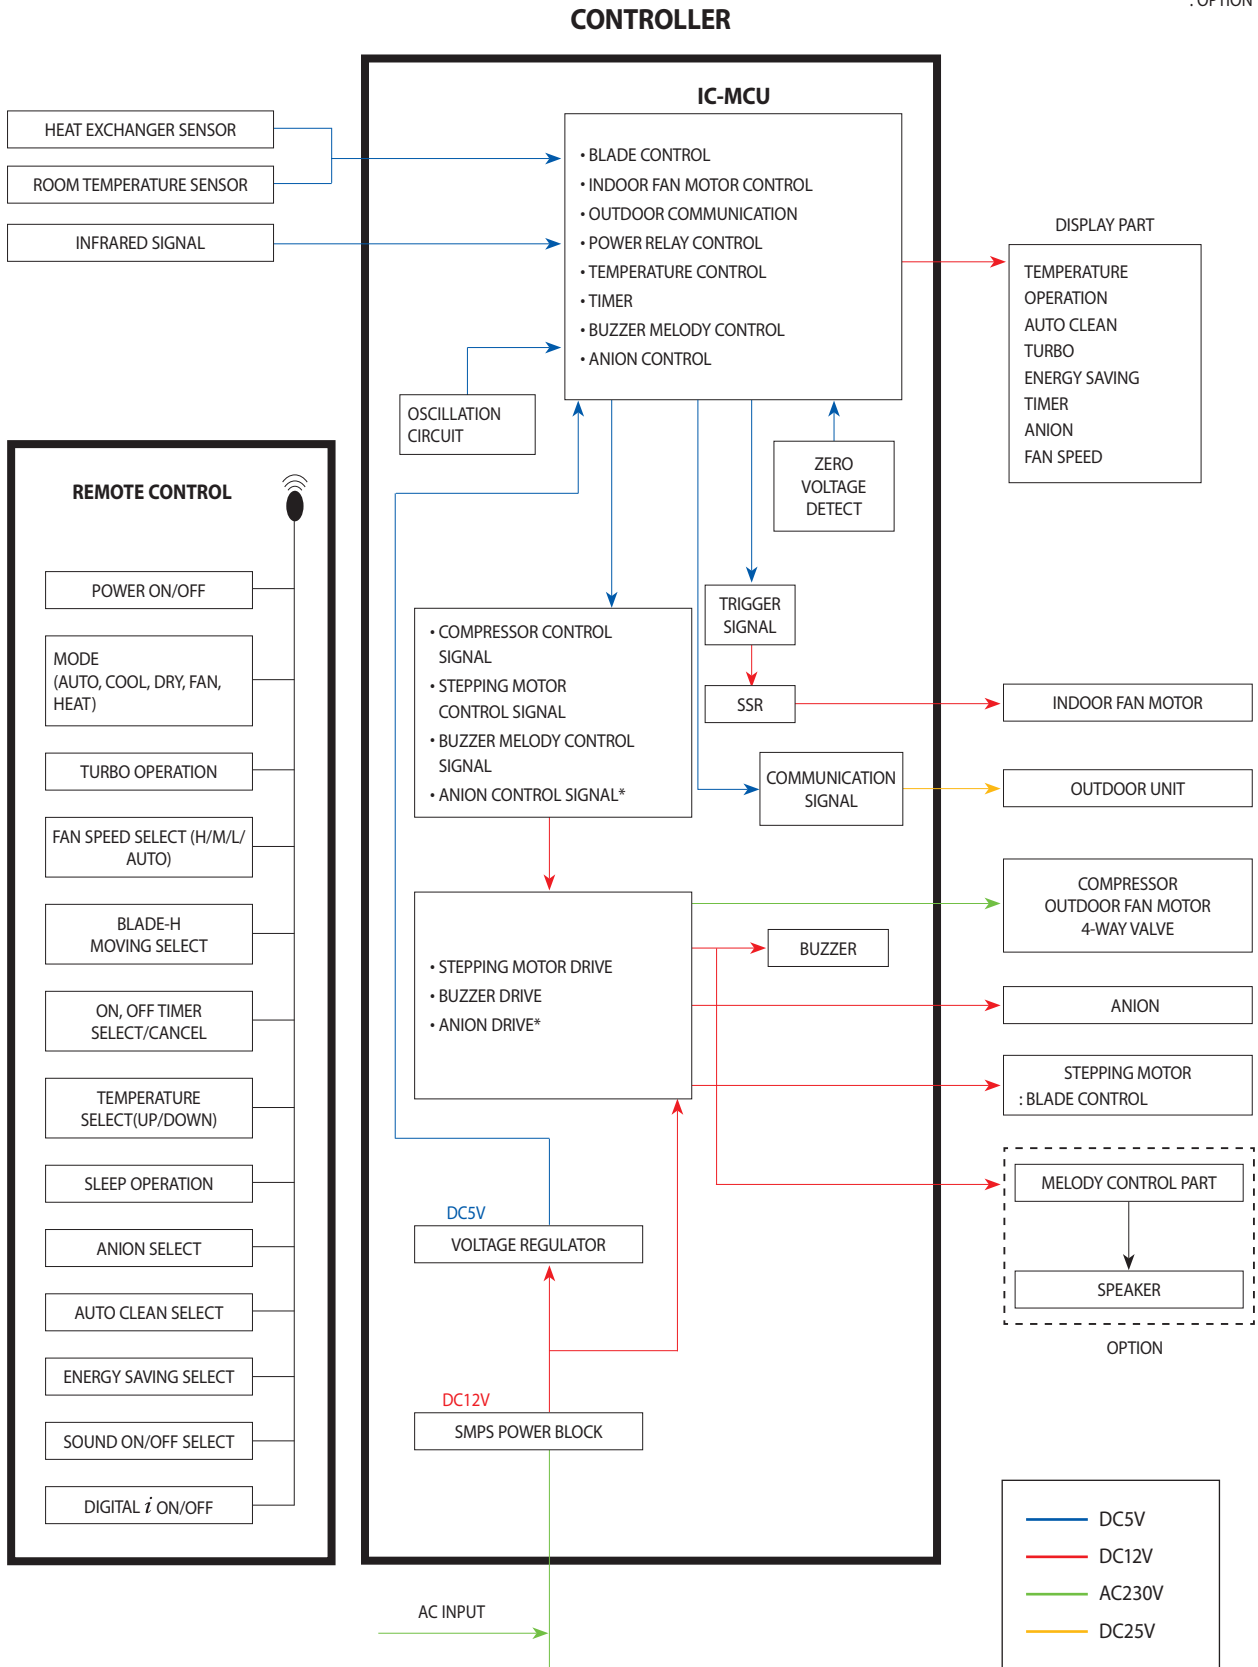 : OPTION
CONTROLLER
IC-MCU
HEAT EXCHANGER SENSOR
ROOM TEMPERATURE SENSOR
INFRARED SIGNAL
• BLADE CONTROL
• INDOOR FAN MOTOR CONTROL
• OUTDOOR COMMUNICATION
• POWER RELAY CONTROL
• TEMPERATURE CONTROL
• TIMER
• BUZZER MELODY CONTROL
• ANION CONTROL
DISPLAY PART
TEMPERATURE
OPERATION
AUTO CLEAN
TURBO
ENERGY SAVING
TIMER
ANION
FAN SPEED
OSCILLATION
CIRCUIT
ZERO
VOLTAGE
DETECT
REMOTE CONTROL
POWER ON/OFF
MODE
(AUTO, COOL, DRY, FAN,
HEAT)
TURBO OPERATION
FAN SPEED SELECT (H/M/L/
AUTO)
BLADE-H
MOVING SELECT
ON, OFF TIMER
SELECT/CANCEL
TEMPERATURE
SELECT(UP/DOWN)
SLEEP OPERATION
ANION SELECT
AUTO CLEAN SELECT
ENERGY SAVING SELECT
SOUND ON/OFF SELECT
DIGITAL i ON/OFF
• COMPRESSOR CONTROL
SIGNAL
• STEPPING MOTOR
CONTROL SIGNAL
• BUZZER MELODY CONTROL
SIGNAL
• ANION CONTROL SIGNAL*
TRIGGER
SIGNAL
SSR
COMMUNICATION
SIGNAL
INDOOR FAN MOTOR
OUTDOOR UNIT
• STEPPING MOTOR DRIVE
• BUZZER DRIVE
• ANION DRIVE*
BUZZER
COMPRESSOR
OUTDOOR FAN MOTOR
4-WAY VALVE
ANION
STEPPING MOTOR
: BLADE CONTROL
MELODY CONTROL PART
SPEAKER
OPTION
DC5V
VOLTAGE REGULATOR
DC12V
SMPS POWER BLOCK
AC INPUT
DC5V
DC12V
AC230V
DC25V